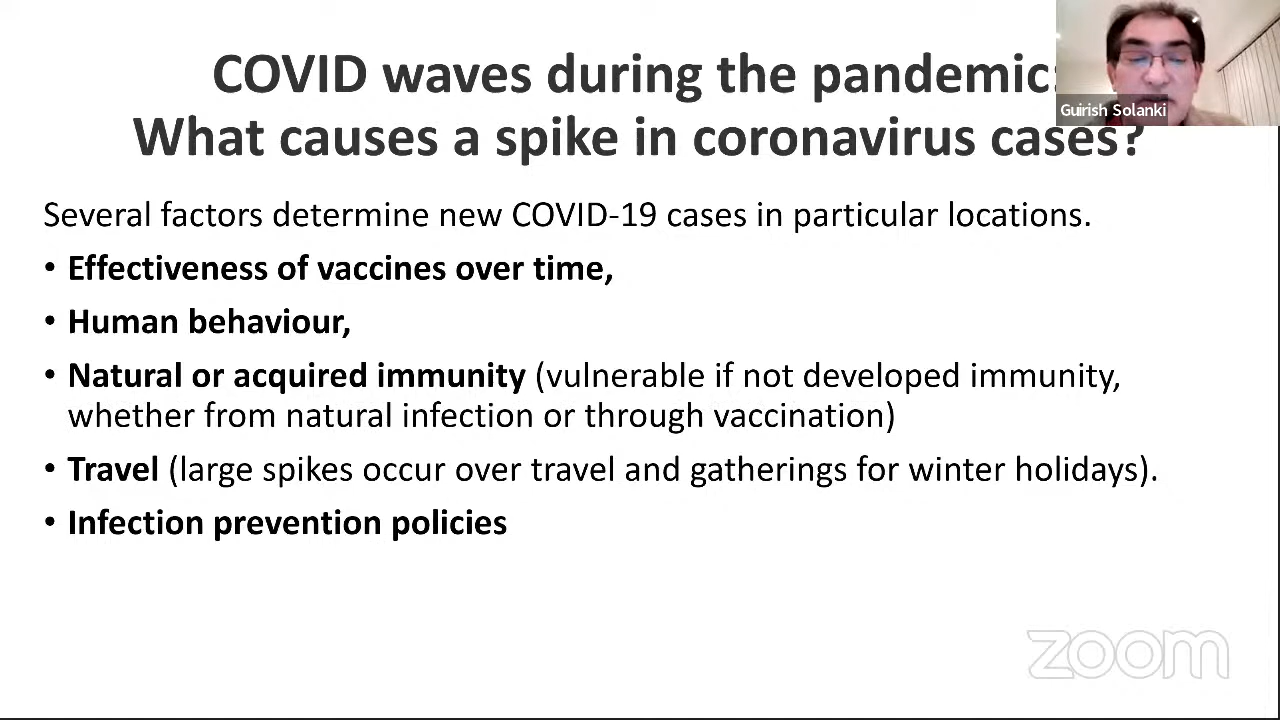 COVID waves during the pandemic:
What causes a spike in coronavirus cases?
Guirish Solanki
Several factors determine new COVID-19 cases in particular locations.
• Effectiveness of vaccines over time,
• Human behaviour,
• Natural or acquired immunity (vulnerable if not developed immunity,
whether from natural infection or through vaccination)
• Travel (large spikes occur over travel and gatherings for winter holidays).
• Infection prevention policies
zoom